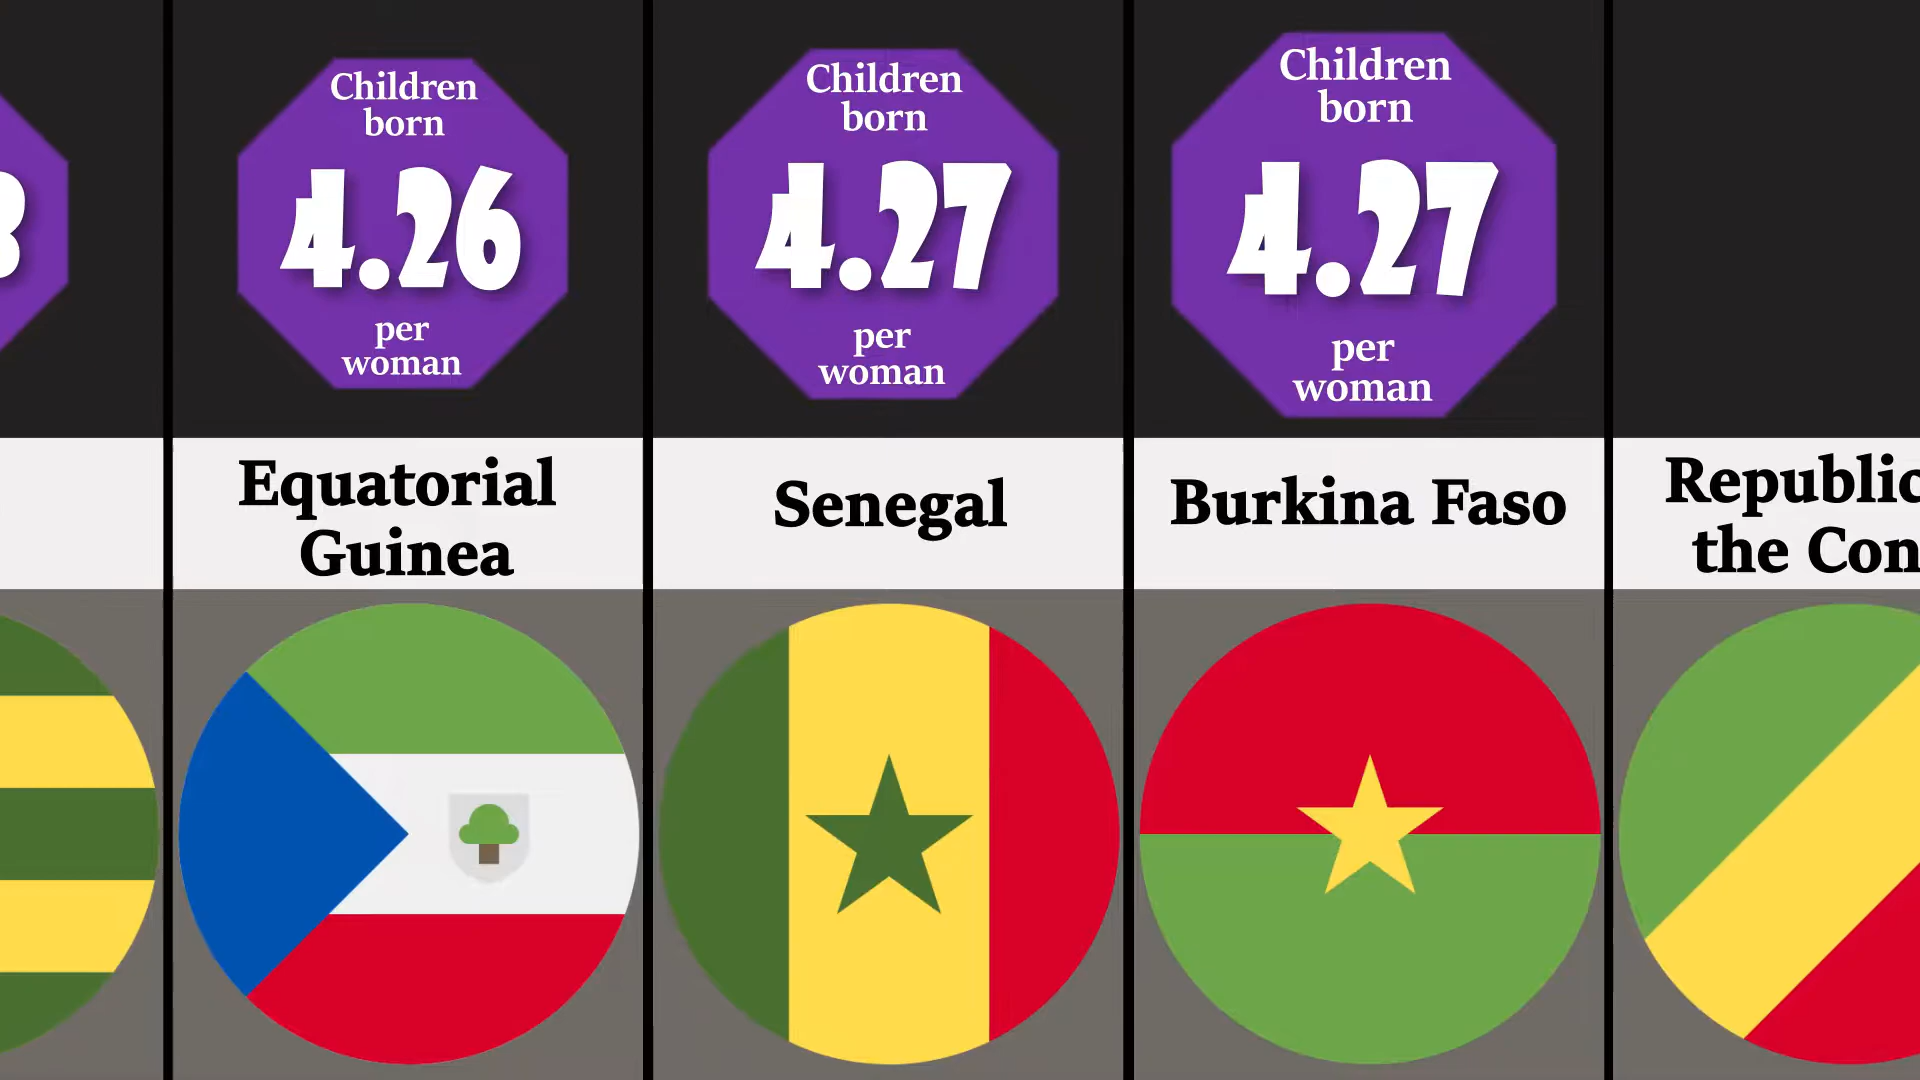 Children
born
4.26
per
woman
Equatorial
Guinea
Children
born
4.27
per
woman
Senegal
Children
born
4.27
per
woman
Burkina Faso
Republic
the Con